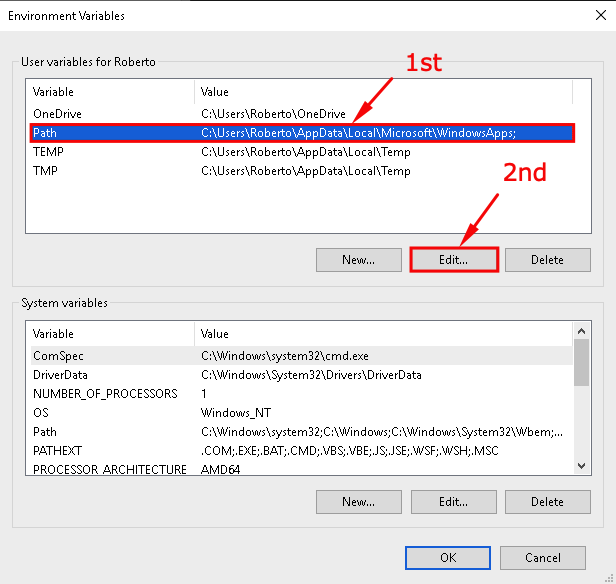 Environment Variables
User variables for Roberto
1st
Variable Value
OneDrive C:\Users\Roberto\OneDrive
Path C:\Users\Roberto\AppData\Local\Microsoft\WindowsApps;
TEMP C:\Users\Roberto\AppData\Local\Temp
TMP C:\Users\Roberto\AppData\Local\Temp
2nd
New... Edit... Delete
System variables
Variable Value
ComSpec C:\Windows\system32\cmd.exe
DriverData C:\Windows\System32\Drivers\DriverData
NUMBER_OF_PROCESSORS 1
OS Windows_NT
Path C:\Windows\system32;C:\Windows;C:\Windows\System32\Wbem;...
PATHEXT .COM;.EXE;.BAT;.CMD;.VBS;.VBE;.JS;.JSE;.WSF;.WSH;.MSC
PROCESSOR_ARCHITECTURE AMD64
New... Edit... Delete
OK Cancel